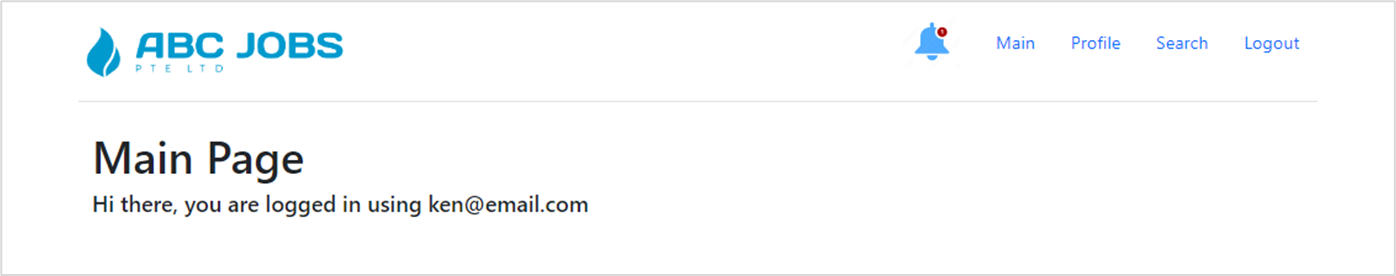 ABC JOBS
PTE LTD
1
Main
Profile
Search
Logout
Main Page
Hi there, you are logged in using ken@email.com